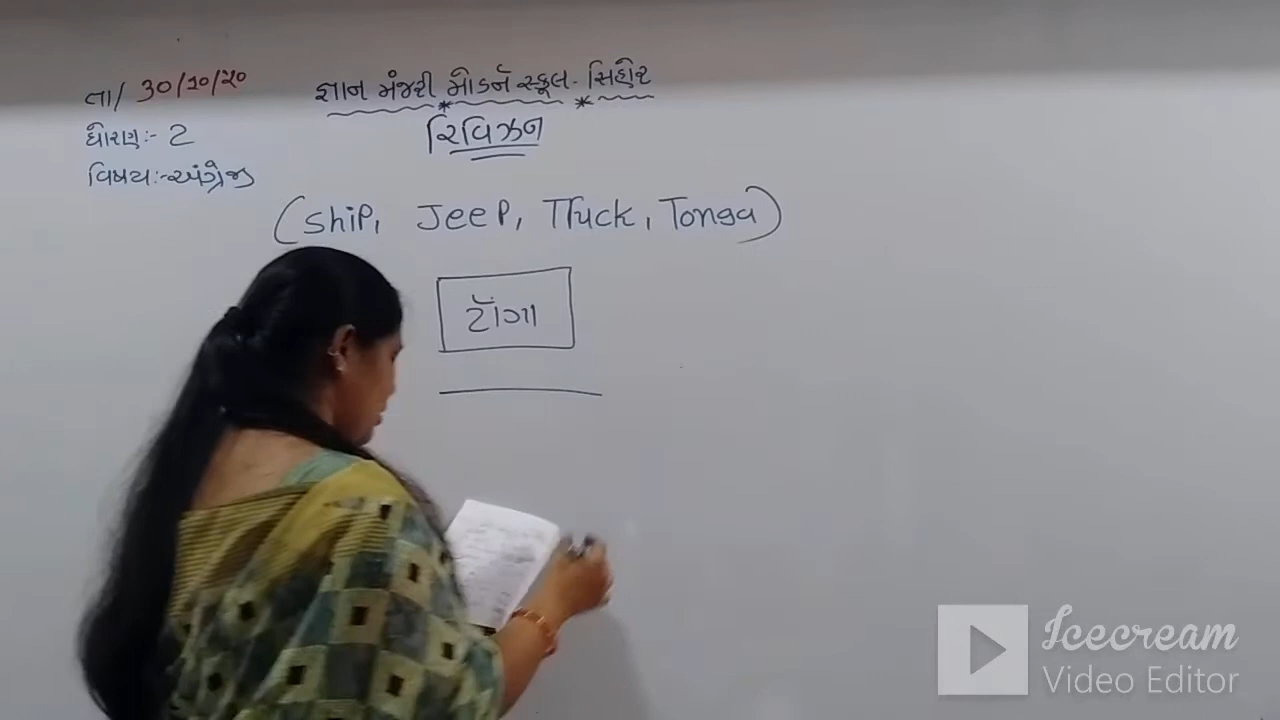 તા/ 30/10/20
જ્ઞાન મંજરી મોડર્ન સ્કૂલ - સિહોર
ધોરણ:- 2
રિવિઝન
વિષય:- અંગ્રેજી
(Ship, Jeep, Truck, Tonga)
ટૉંગા
Icecream
Video Editor